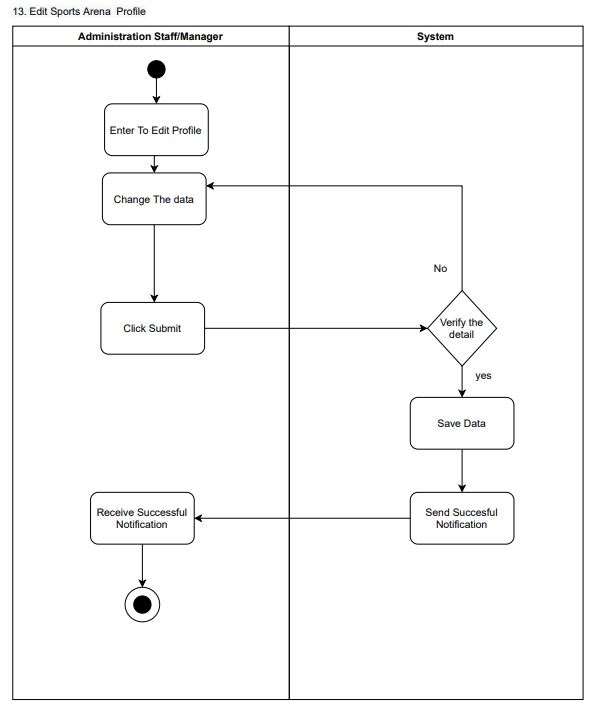 13. Edit Sports Arena  Profile
Administration Staff/Manager
System
Enter To Edit Profile
Change The data
No
Click Submit
Verify the
detail
yes
Save Data
Receive Successful
Notification
Send Succesful
Notification